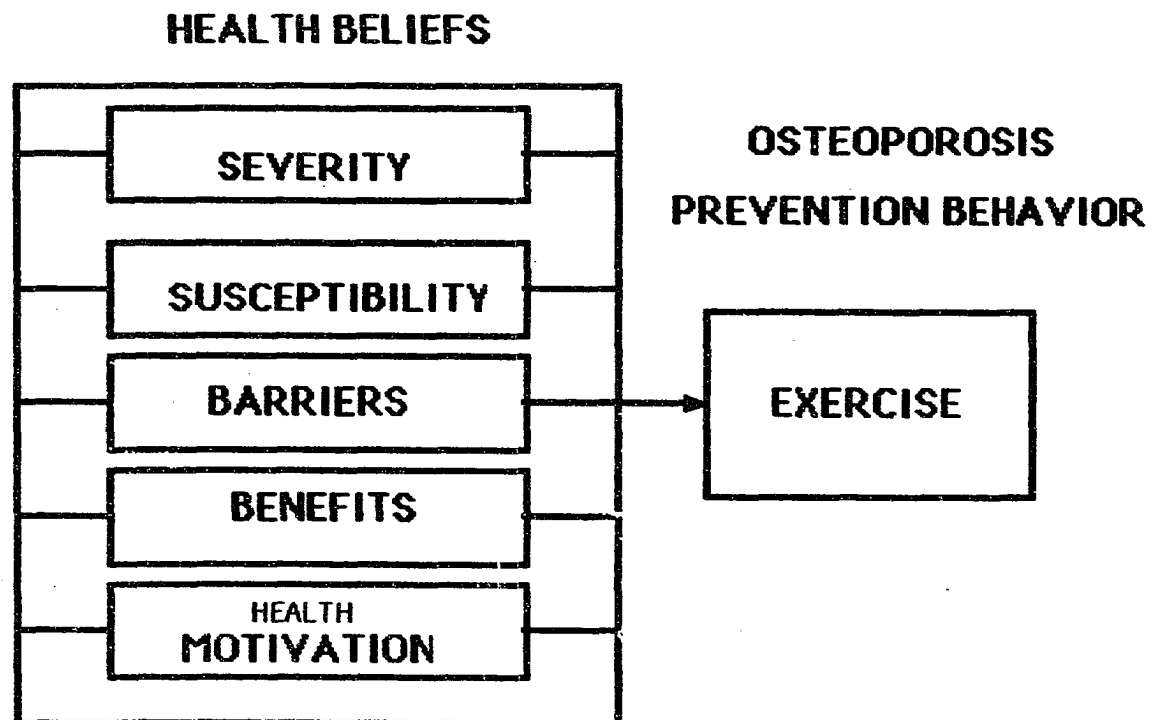 HEALTH BELIEFS
SEVERITY
SUSCEPTIBILITY
BARRIERS
BENEFITS
HEALTH
MOTIVATION
OSTEOPOROSIS
PREVENTION BEHAVIOR
EXERCISE